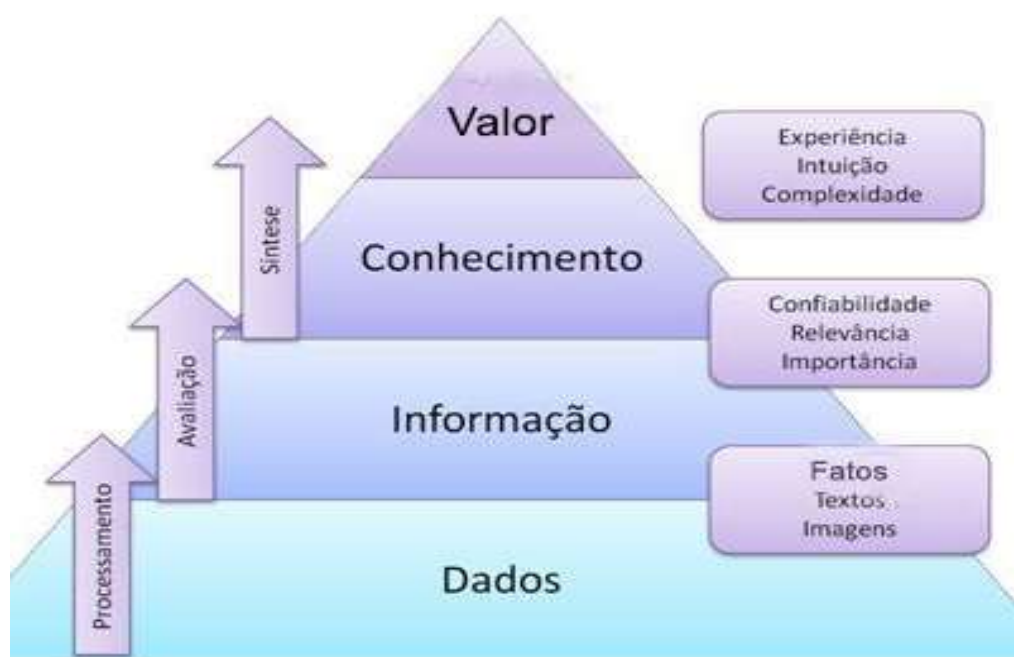 Valor
Experiência
Intuição
Complexidade
Síntese
Conhecimento
Confiabilidade
Relevância
Importância
Avaliação
Informação
Fatos
Textos
Imagens
Processamento
Dados